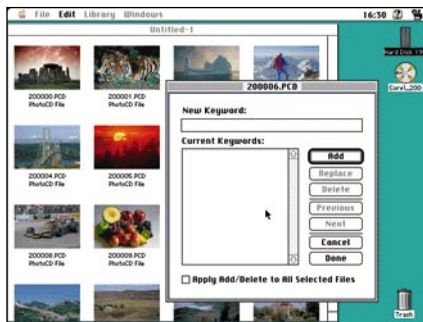 File Edit Library Windows
16:30
Untitled-1
Hard Disk
Corel_200
200000.PCD
PhotoCD File
200001.PCD
PhotoCD File
200004.PCD
PhotoCD File
200005.PCD
PhotoCD File
200008.PCD
PhotoCD File
200009.PCD
PhotoCD File
200006.PCD
New Keyword:
Current Keywords:
Add
Replace
Delete
Previous
Next
Cancel
Done
Apply Add/Delete to All Selected Files
Trash